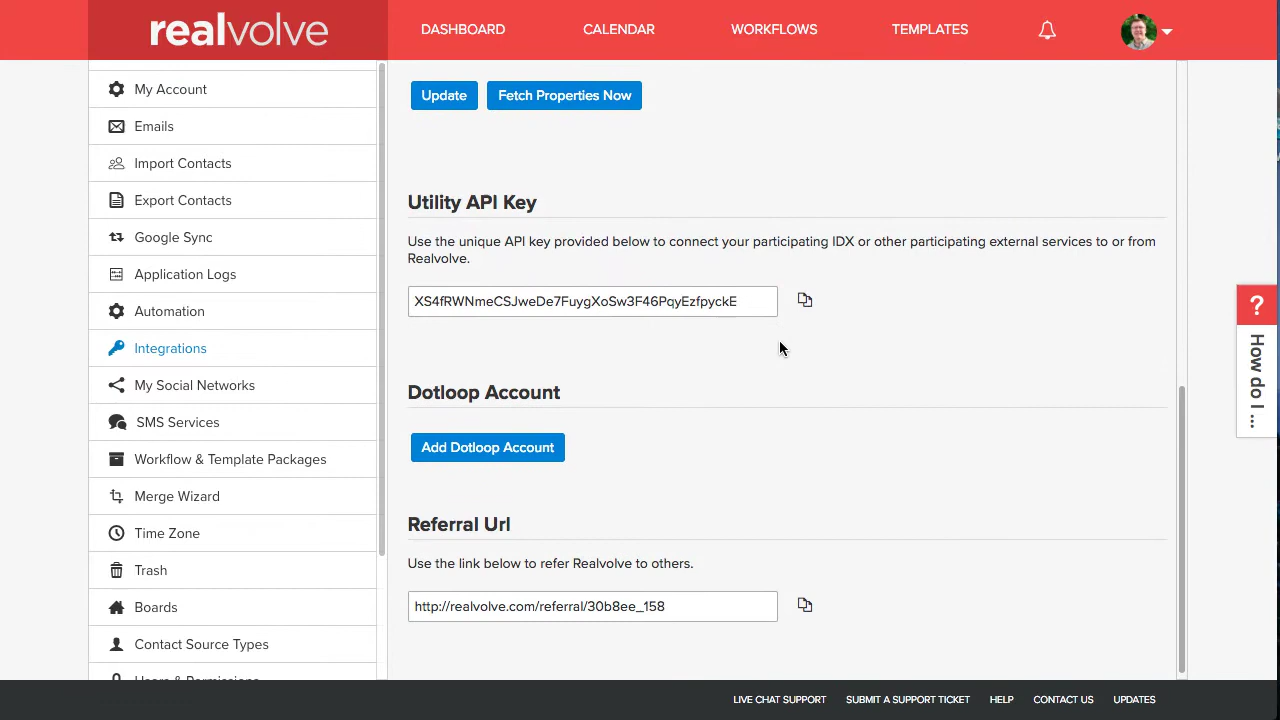 realvolve
DASHBOARD
CALENDAR
WORKFLOWS
TEMPLATES
My Account
Emails
Import Contacts
Export Contacts
Google Sync
Application Logs
Automation
Integrations
My Social Networks
SMS Services
Workflow & Template Packages
Merge Wizard
Time Zone
Trash
Boards
Contact Source Types
Users & Permissions
Update
Fetch Properties Now
Utility API Key
Use the unique API key provided below to connect your participating IDX or other participating external services to or from
Realvolve.
XS4fRWNmeCSJweDe7FuygXoSw3F46PqyEzfpyckE
Dotloop Account
Add Dotloop Account
Referral Url
Use the link below to refer Realvolve to others.
http://realvolve.com/referral/30b8ee_158
?
How do I ...
LIVE CHAT SUPPORT
SUBMIT A SUPPORT TICKET
HELP
CONTACT US
UPDATES